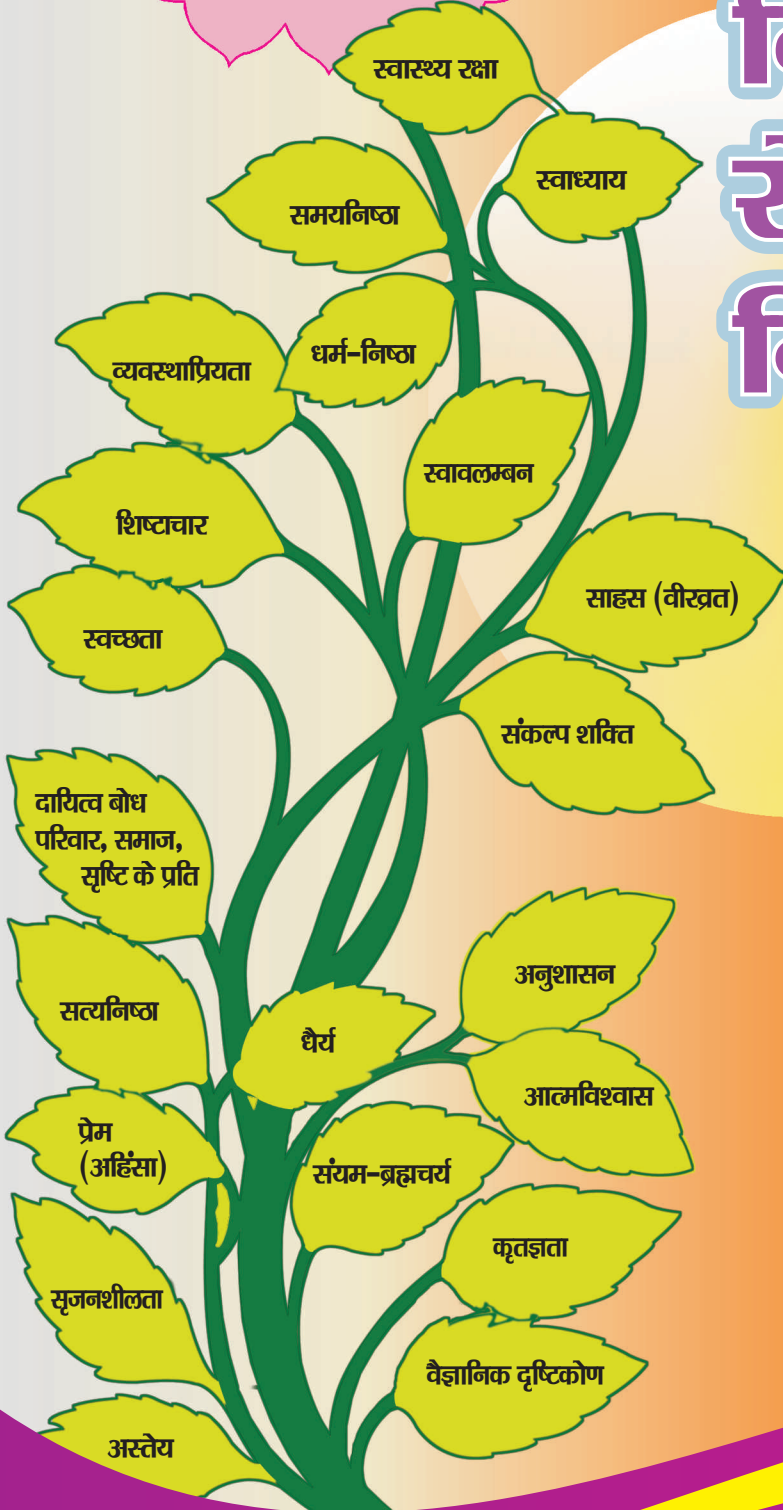 स्वास्थ्य रक्षा
स्वाध्याय
समयनिष्ठा
धर्म-निष्ठा
व्यवस्थाप्रियता
स्वावलम्बन
शिष्टाचार
साहस (वीरव्रत)
स्वच्छता
संकल्प शक्ति
दायित्व बोध
परिवार, समाज,
सृष्टि के प्रति
अनुशासन
सत्यनिष्ठा
धैर्य
आत्मविश्वास
प्रेम
(अहिंसा)
संयम-ब्रह्मचर्य
कृतज्ञता
सृजनशीलता
वैज्ञानिक दृष्टिकोण
अस्तेय